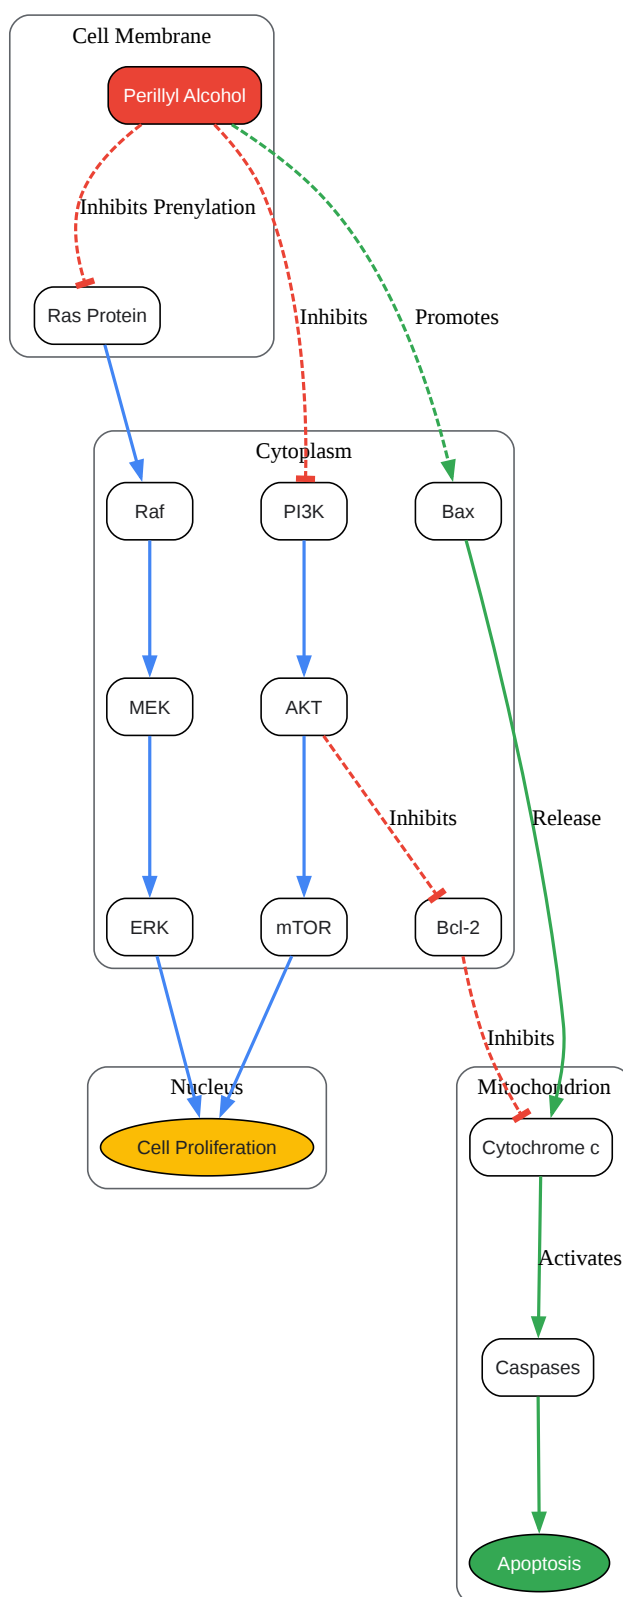 Cell Membrane
Perillyl Alcohol
Inhibits Prenylation
Ras Protein
Inhibits
Promotes
Cytoplasm
Raf
PI3K
Bax
MEK
AKT
Inhibits
Release
ERK
mTOR
Bcl-2
Inhibits
Nucleus
Mitochondrion
Cell Proliferation
Cytochrome c
Activates
Caspases
Apoptosis